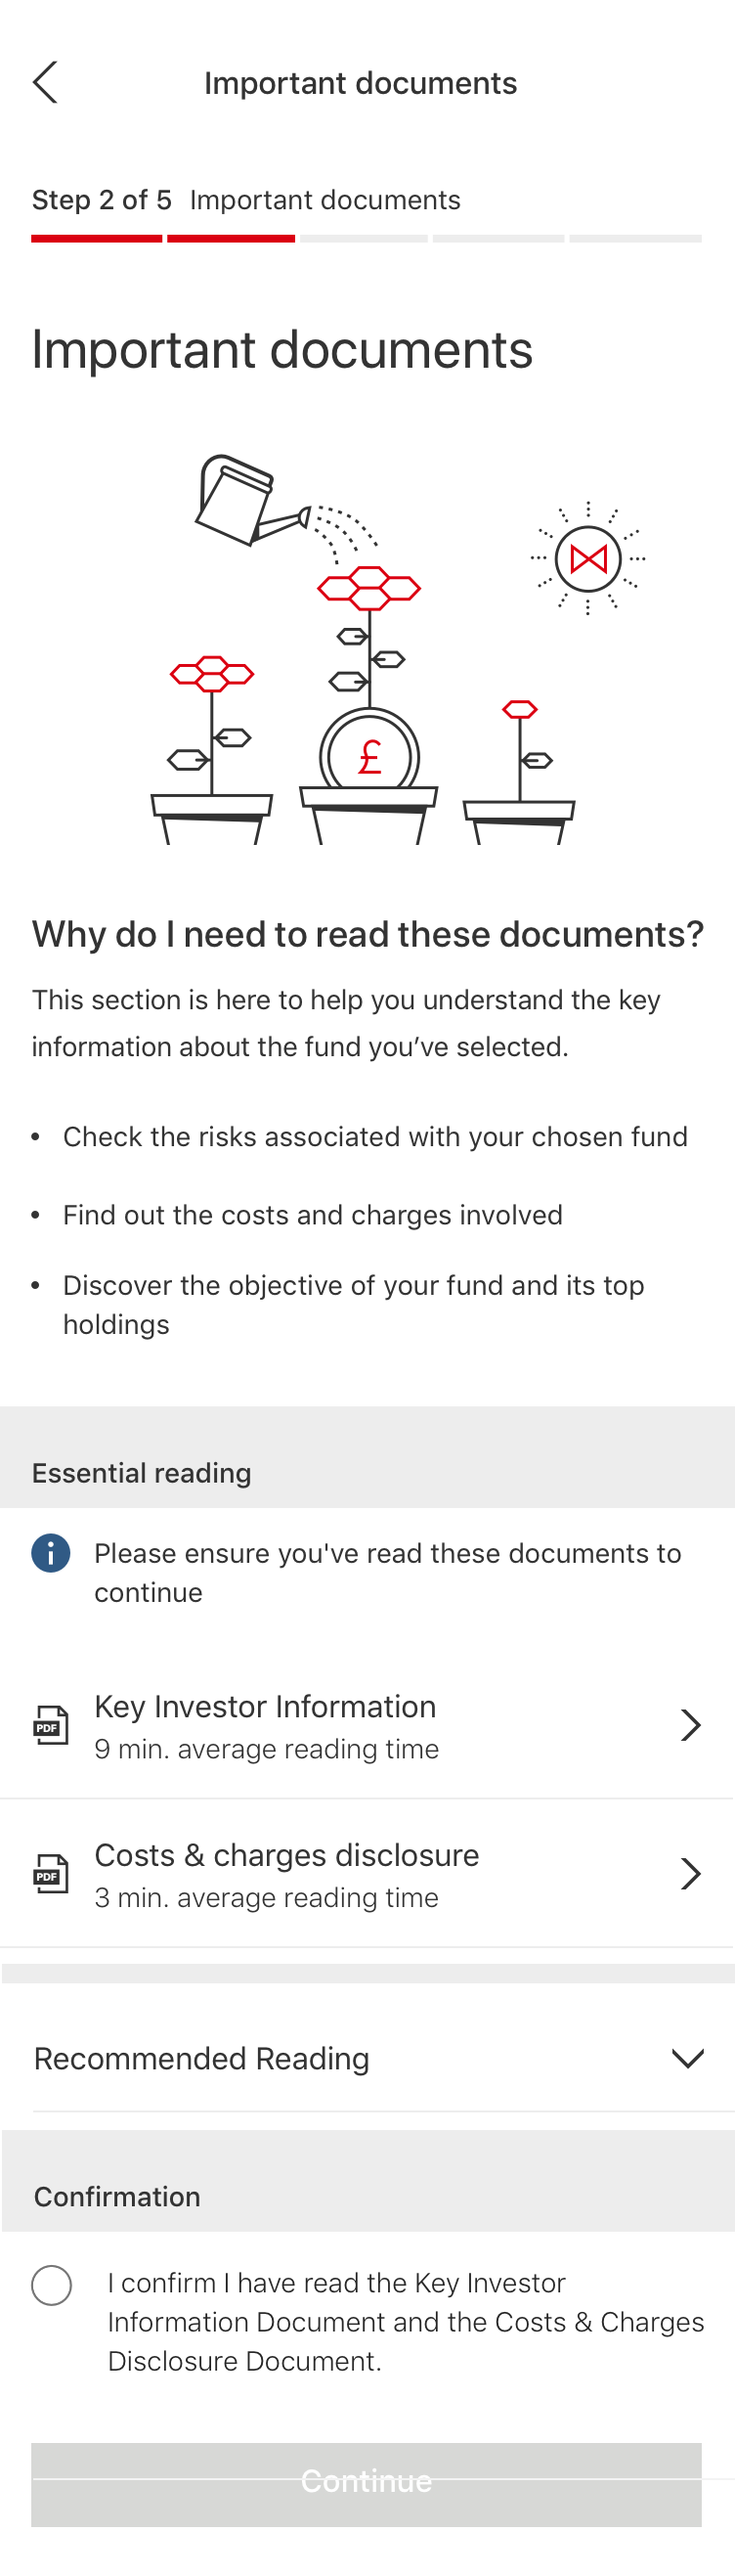 Important documents
Step 2 of 5 Important documents
Important documents
£
Why do I need to read these documents?
This section is here to help you understand the key
information about the fund you’ve selected.
• Check the risks associated with your chosen fund
• Find out the costs and charges involved
• Discover the objective of your fund and its top
holdings
Essential reading
Please ensure you've read these documents to
continue
Key Investor Information
PDF
9 min. average reading time
Costs & charges disclosure
PDF
3 min. average reading time
Recommended Reading
Confirmation
I confirm I have read the Key Investor
Information Document and the Costs & Charges
Disclosure Document.
Continue